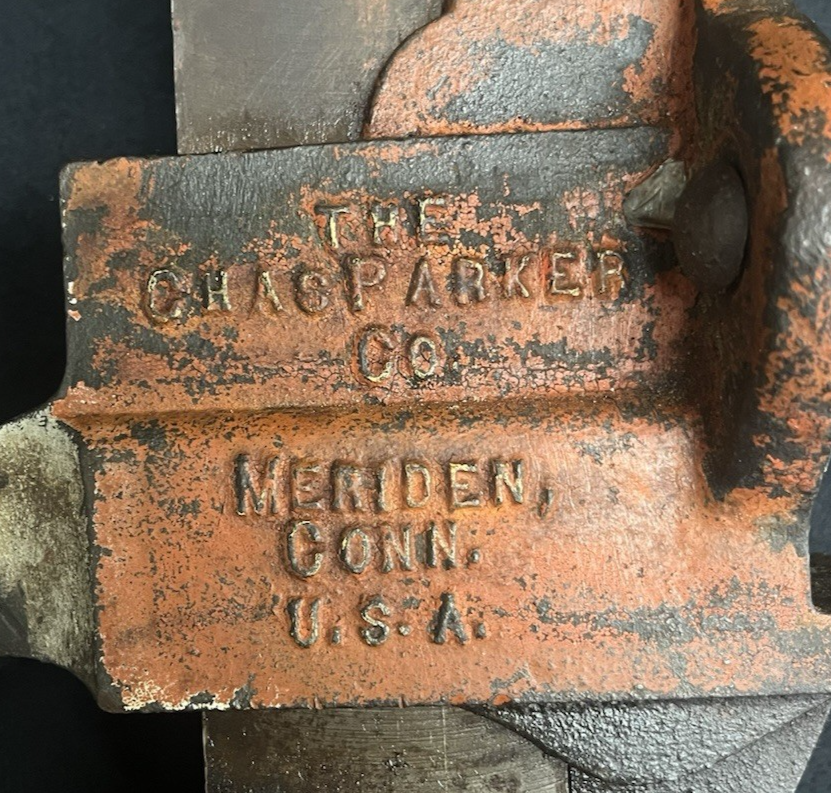 THE
CHAS PARKER
CO.
MERIDEN,
CONN.
U.S.A.